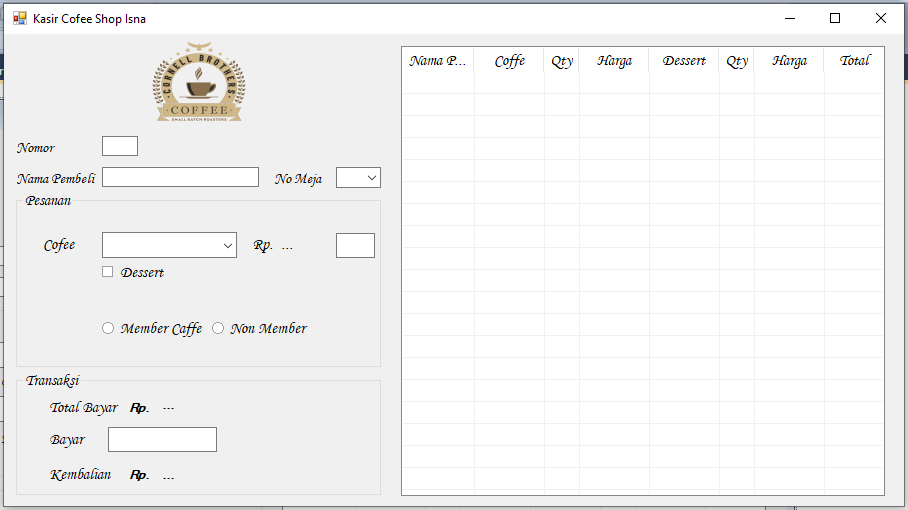 Kasir Cofee Shop Isna
CORNELL BROTHERS
COFFEE
SMALL BATCH ROASTERS
Nomor
Nama Pembeli
No Meja
Pesanan
Cofee
Rp. ...
Dessert
Member Caffe
Non Member
Transaksi
Total Bayar Rp. ---
Bayar
Kembalian Rp. ...
Nama P... Coffe Qty Harga Dessert Qty Harga Total